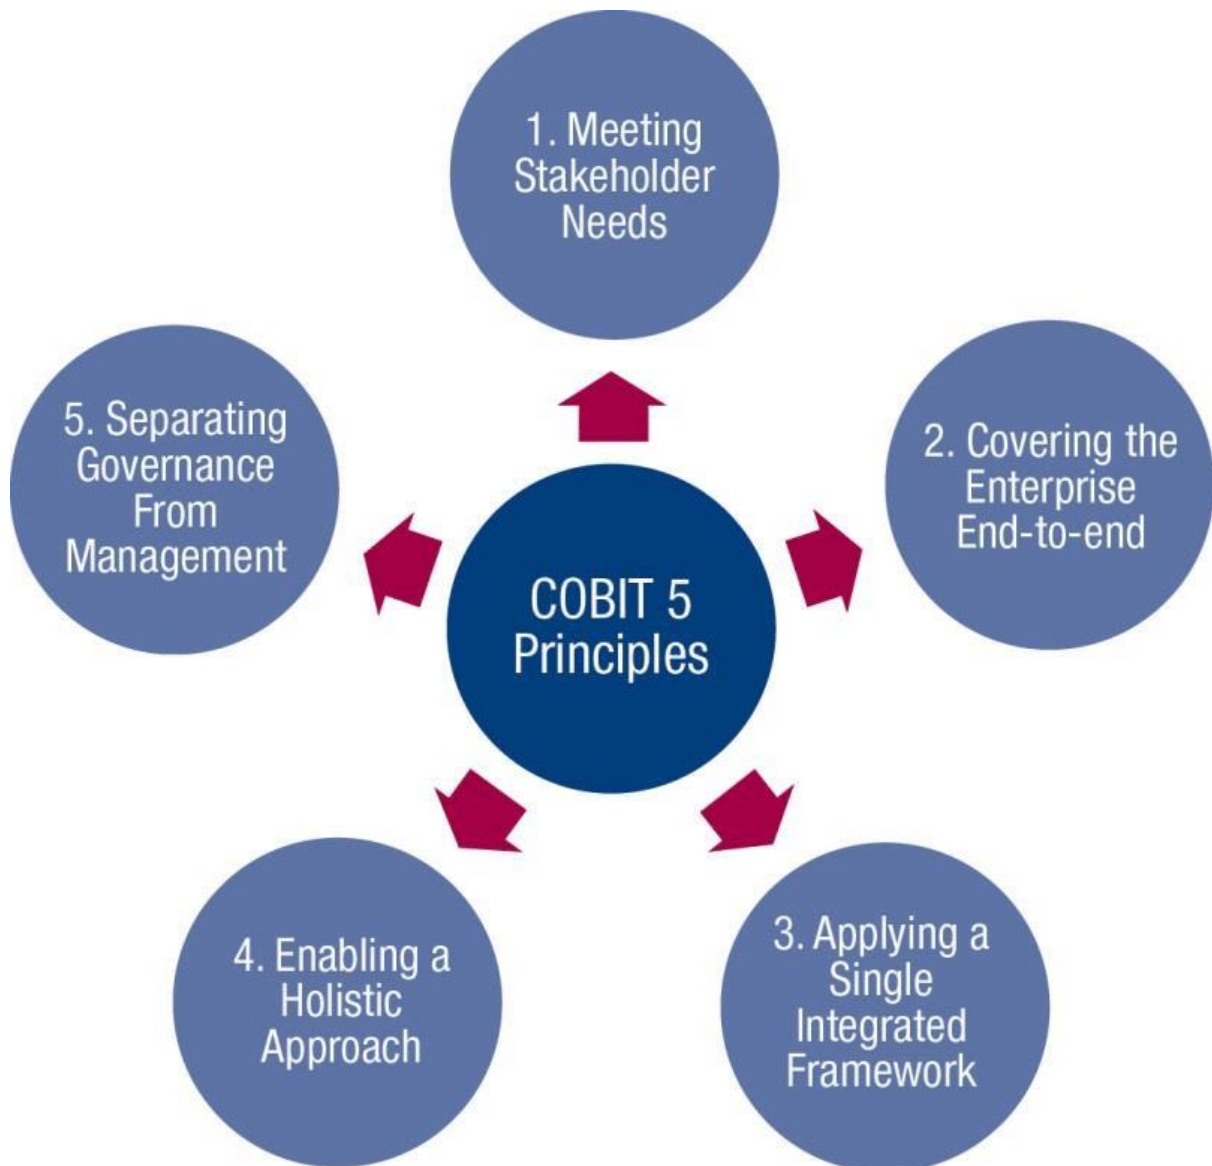 1. Meeting
Stakeholder
Needs
2. Covering the
Enterprise
End-to-end
3. Applying a
Single
Integrated
Framework
4. Enabling a
Holistic
Approach
5. Separating
Governance
From
Management
COBIT 5
Principles